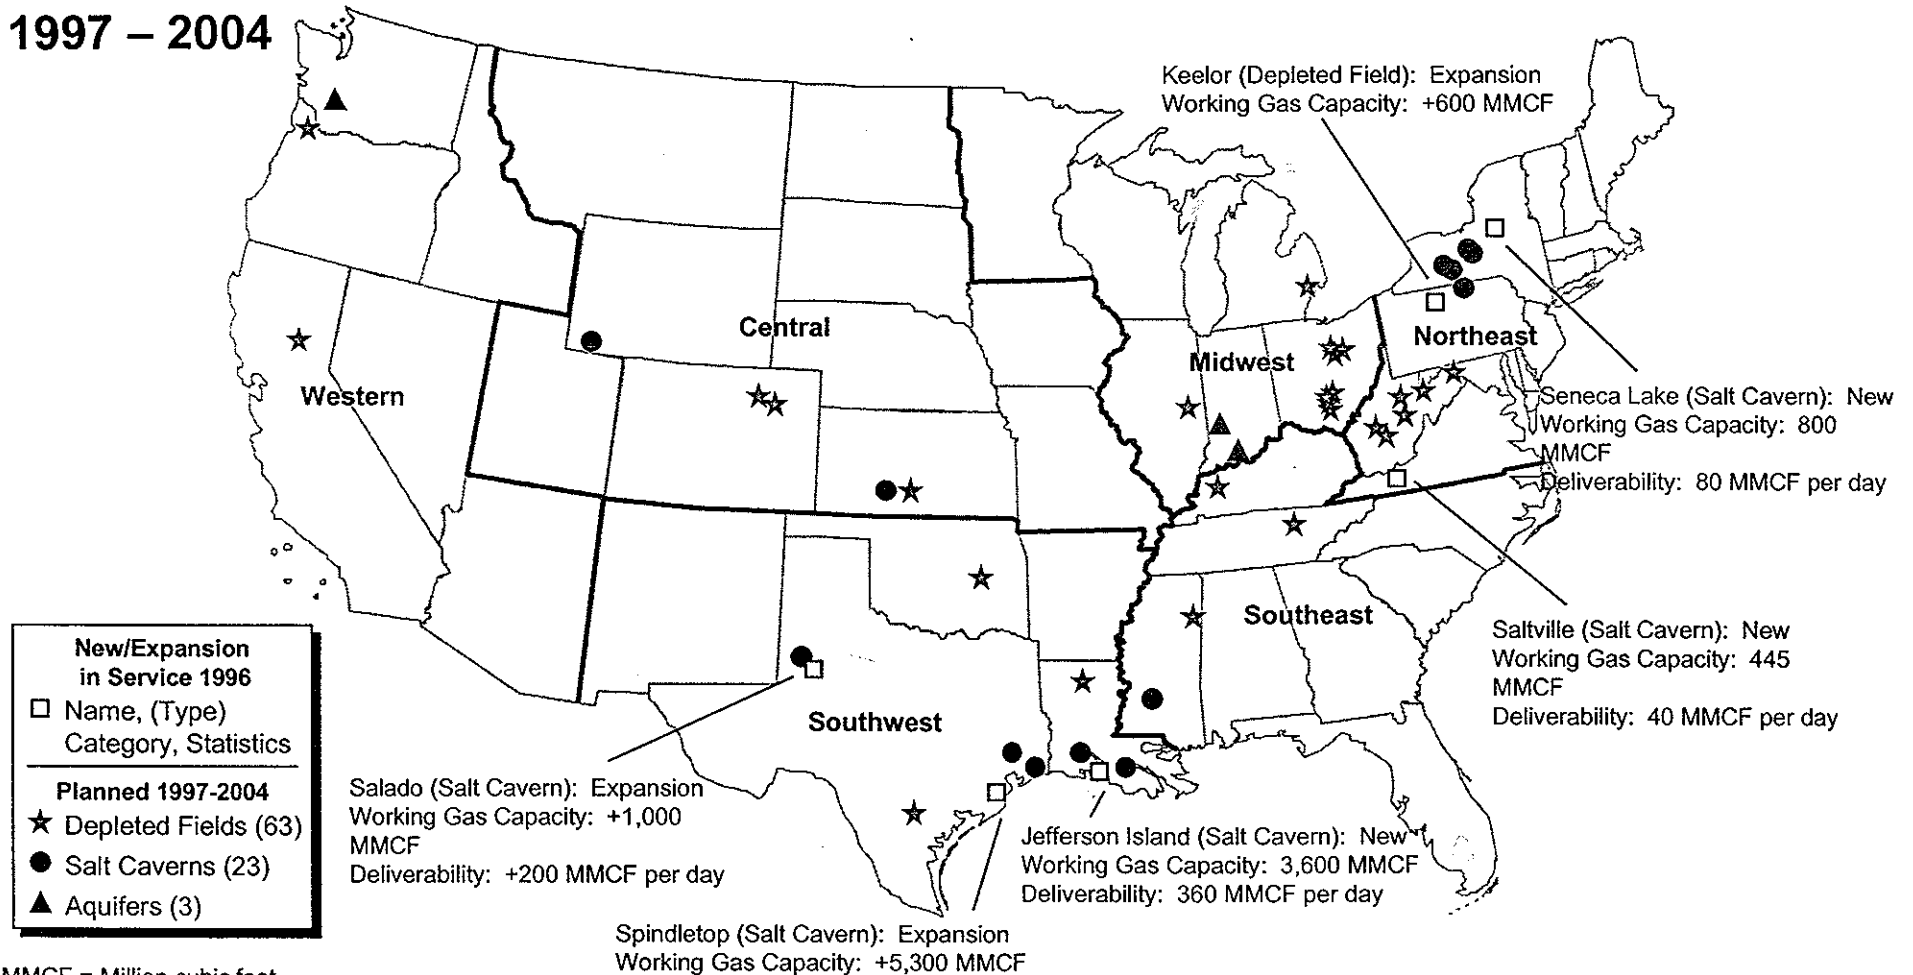 1997 – 2004
Keelor (Depleted Field): Expansion
Working Gas Capacity: +600 MMCF
Central
Northeast
Midwest
Western
Seneca Lake (Salt Cavern): New
Working Gas Capacity: 800
MMCF
Deliverability: 80 MMCF per day
Southeast
Saltville (Salt Cavern): New
Working Gas Capacity: 445
MMCF
Deliverability: 40 MMCF per day
Southwest
New/Expansion
in Service 1996
Name, (Type)
Category, Statistics
Planned 1997-2004
Depleted Fields (63)
Salt Caverns (23)
Aquifers (3)
Salado (Salt Cavern): Expansion
Working Gas Capacity: +1,000
MMCF
Deliverability: +200 MMCF per day
Jefferson Island (Salt Cavern): New
Working Gas Capacity: 3,600 MMCF
Deliverability: 360 MMCF per day
Spindletop (Salt Cavern): Expansion
Working Gas Capacity: +5,300 MMCF
MMCF = Million cubic feet